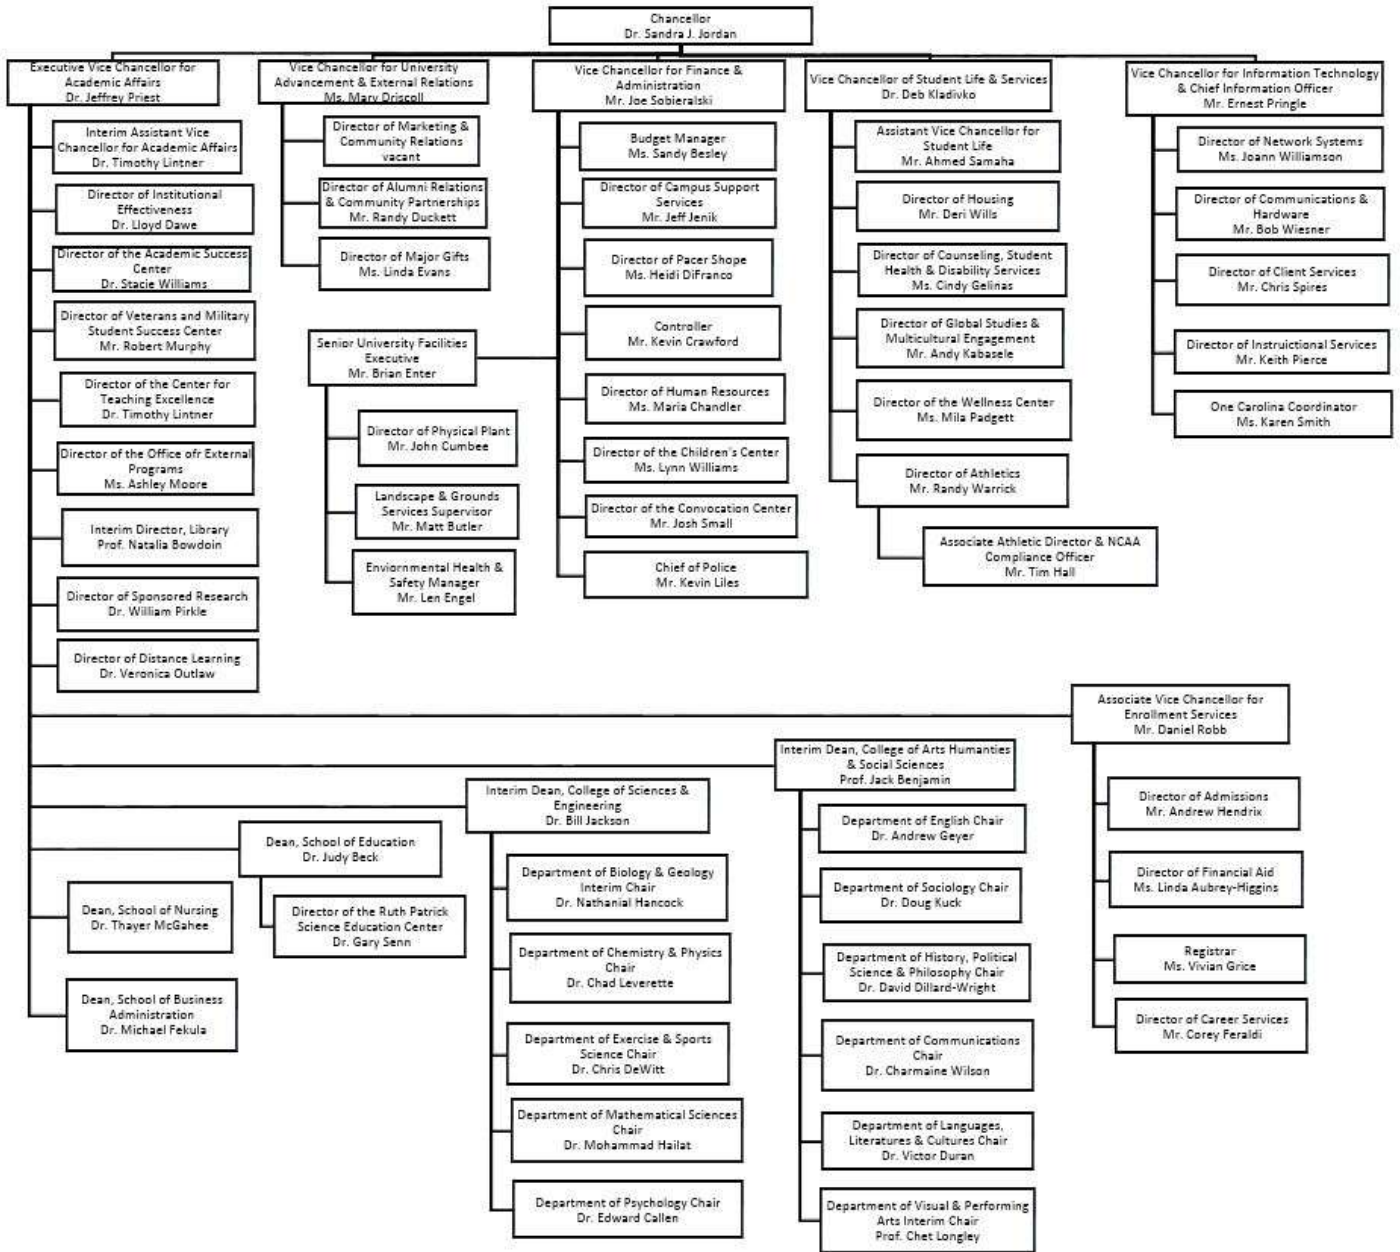 Chancellor
Dr. Sandra J. Jordan
Executive Vice Chancellor for
Academic Affairs
Dr. Jeffrey Priest
Interim Assistant Vice
Chancellor for Academic Affairs
Dr. Timothy Lintner
Director of Institutional
Effectiveness
Dr. Lloyd Dawe
Director of the Academic Success
Center
Dr. Stacie Williams
Director of Veterans and Military
Student Success Center
Mr. Robert Murphy
Director of the Center for
Teaching Excellence
Dr. Timothy Lintner
Director of the Office ofr External
Programs
Ms. Ashley Moore
Interim Director, Library
Prof. Natalia Bowdoin
Director of Sponsored Research
Dr. William Pirkle
Director of Distance Learning
Dr. Veronica Outlaw
Vice Chancellor for University
Advancement & External Relations
Ms. Mary Driscoll
Director of Marketing &
Community Relations
vacant
Director of Alumni Relations
& Community Partnerships
Mr. Randy Duckett
Director of Major Gifts
Ms. Linda Evans
Vice Chancellor for Finance &
Administration
Mr. Joe Sobieralski
Budget Manager
Ms. Sandy Besley
Director of Campus Support
Services
Mr. Jeff Jenik
Director of Pacer Shope
Ms. Heidi DiFranco
Controller
Mr. Kevin Crawford
Director of Human Resources
Ms. Maria Chandler
Director of the Children's Center
Ms. Lynn Williams
Director of the Convocation Center
Mr. Josh Small
Chief of Police
Mr. Kevin Liles
Senior University Facilities
Executive
Mr. Brian Enter
Director of Physical Plant
Mr. John Cumbee
Landscape & Grounds
Services Supervisor
Mr. Matt Butler
Enviornmental Health &
Safety Manager
Mr. Len Engel
Vice Chancellor of Student Life & Services
Dr. Deb Kladivko
Assistant Vice Chancellor for
Student Life
Mr. Ahmed Samaha
Director of Housing
Mr. Deri Wills
Director of Counseling, Student
Health & Disability Services
Ms. Cindy Gelinas
Director of Global Studies &
Multicultural Engagement
Mr. Andy Kabasele
Director of the Wellness Center
Ms. Mila Padgett
Director of Athletics
Mr. Randy Warrick
Associate Athletic Director & NCAA
Compliance Officer
Mr. Tim Hall
Vice Chancellor for Information Technology
& Chief Information Officer
Mr. Ernest Pringle
Director of Network Systems
Ms. Joann Williamson
Director of Communications &
Hardware
Mr. Bob Wiesner
Director of Client Services
Mr. Chris Spires
Director of Instruictional Services
Mr. Keith Pierce
One Carolina Coordinator
Ms. Karen Smith
Associate Vice Chancellor for
Enrollment Services
Mr. Daniel Robb
Director of Admissions
Mr. Andrew Hendrix
Director of Financial Aid
Ms. Linda Aubrey-Higgins
Registrar
Ms. Vivian Grice
Director of Career Services
Mr. Corey Feraldi
Interim Dean, College of Arts Humanties
& Social Sciences
Prof. Jack Benjamin
Department of English Chair
Dr. Andrew Geyer
Department of Sociology Chair
Dr. Doug Kuck
Department of History, Political
Science & Philosophy Chair
Dr. David Dillard-Wright
Department of Communications
Chair
Dr. Charmaine Wilson
Department of Languages,
Literatures & Cultures Chair
Dr. Victor Duran
Department of Visual & Performing
Arts Interim Chair
Prof. Chet Longley
Interim Dean, College of Sciences &
Engineering
Dr. Bill Jackson
Department of Biology & Geology
Interim Chair
Dr. Nathanial Hancock
Department of Chemistry & Physics
Chair
Dr. Chad Leverette
Department of Exercise & Sports
Science Chair
Dr. Chris DeWitt
Department of Mathematical Sciences
Chair
Dr. Mohammad Hailat
Department of Psychology Chair
Dr. Edward Callen
Dean, School of Education
Dr. Judy Beck
Director of the Ruth Patrick
Science Education Center
Dr. Gary Senn
Dean, School of Nursing
Dr. Thayer McGahee
Dean, School of Business
Administration
Dr. Michael Fekula